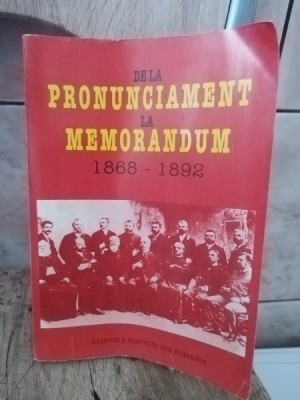 DE LA
PRONUNCIAMENT
LA
MEMORANDUM
1868 - 1892
ARHIVELE STATULUI DIN ROMÂNIA